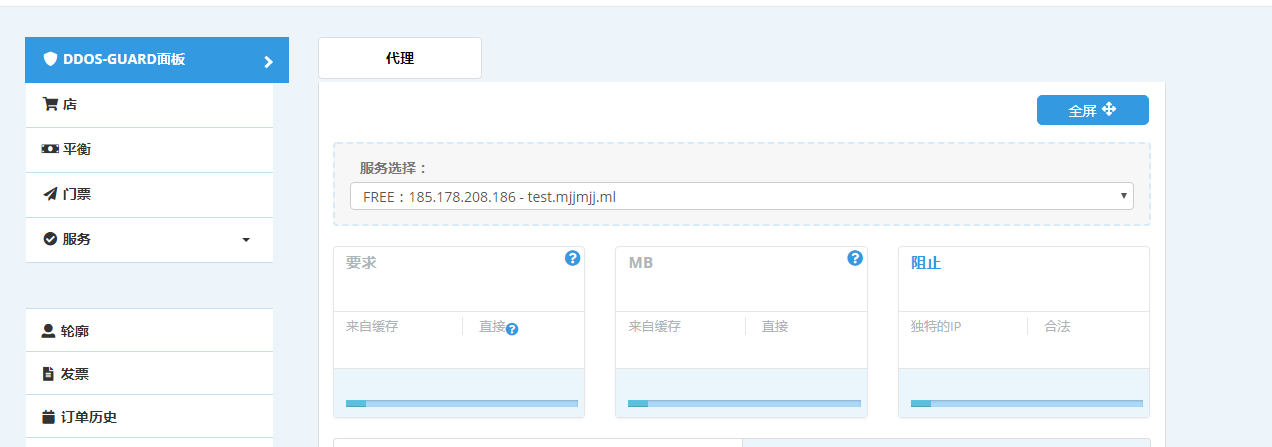 DDOS-GUARD面板
店
平衡
门票
服务
轮廓
发票
订单历史
代理
全屏
服务选择：
FREE：185.178.208.186 - test.mjjmjj.ml
要求
来自缓存
直接
MB
来自缓存
直接
阻止
独特的IP
合法